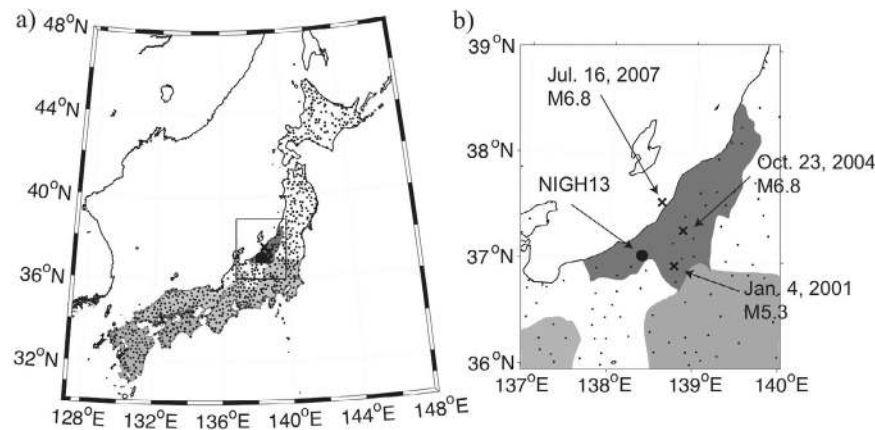 a)
48°N
44°N
40°N
36°N
32°N
128°E 132°E 136°E 140°E 144°E 148°E
b)
39°N
38°N
37°N
36°N
137°E 138°E 139°E 140°E
Jul. 16, 2007
M6.8
Oct. 23, 2004
M6.8
NIGH13
Jan. 4, 2001
M5.3